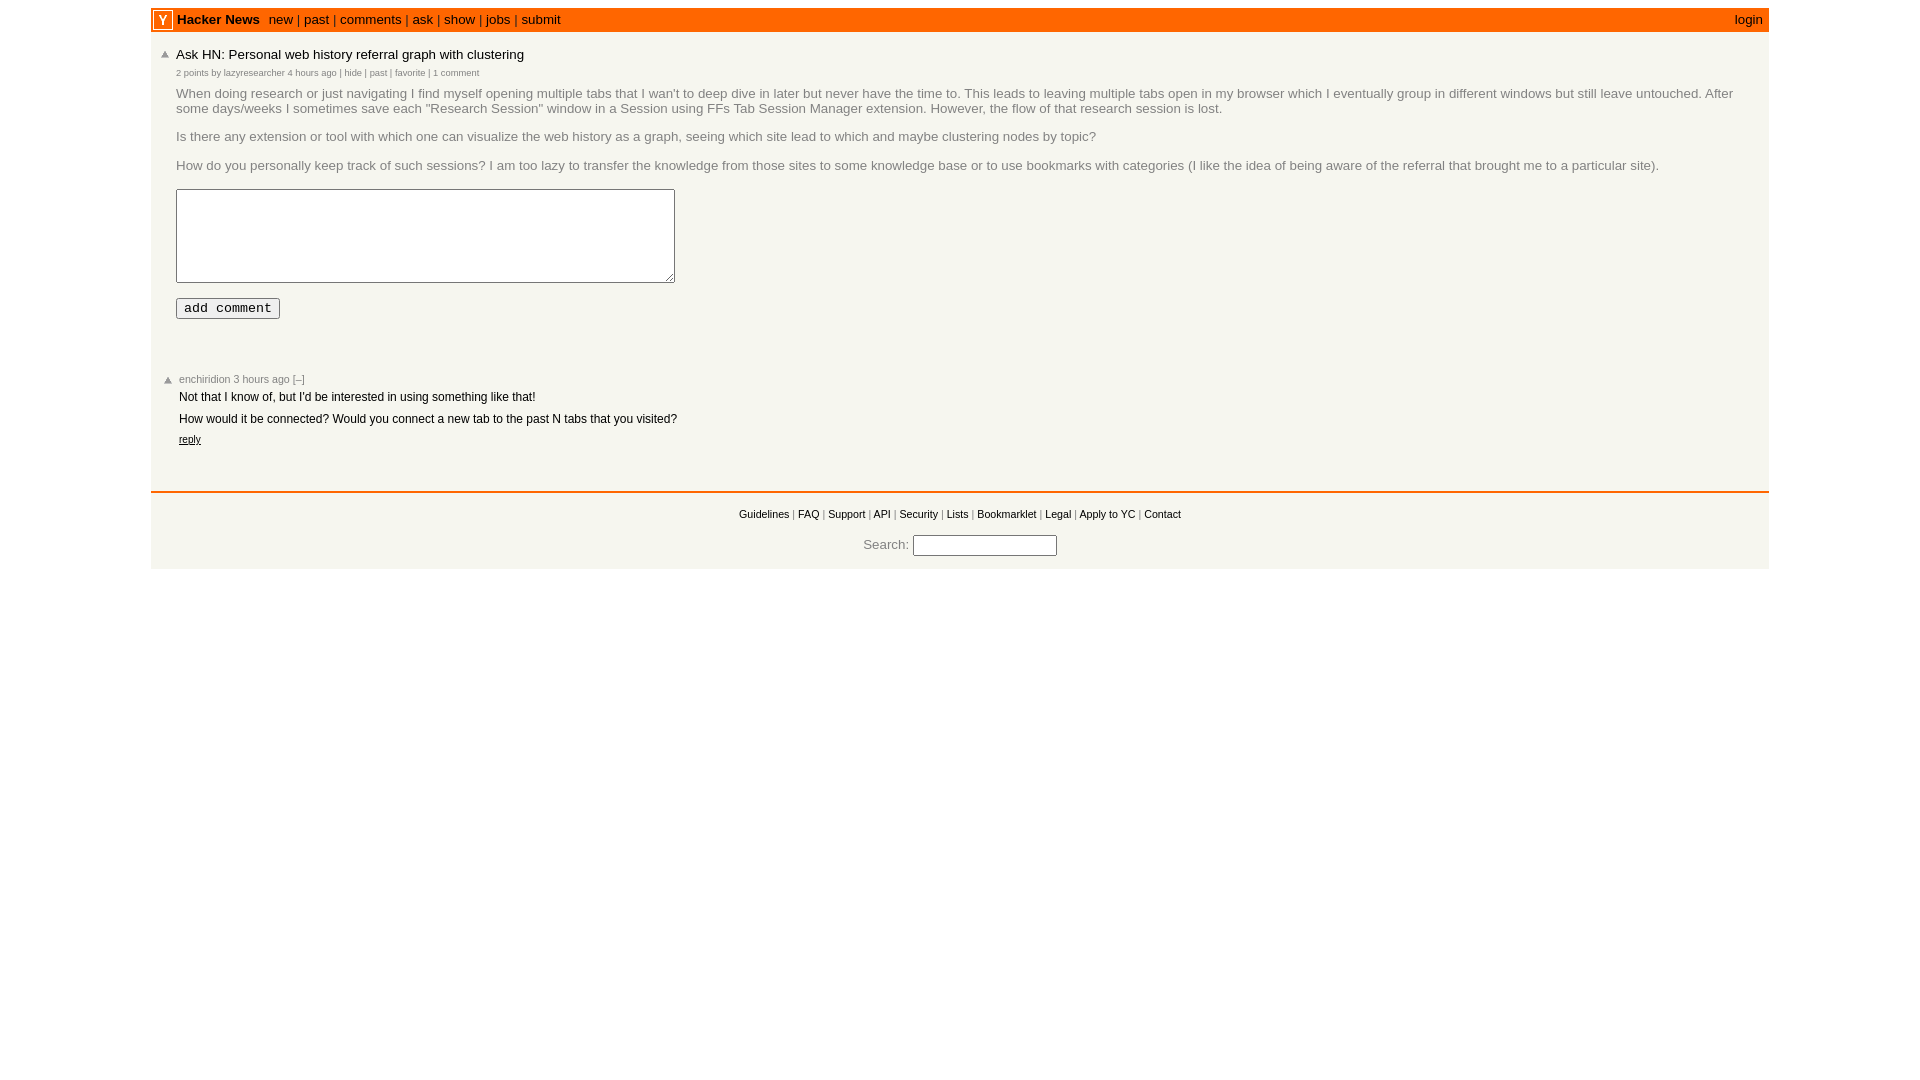 Y Hacker News new | past | comments | ask | show | jobs | submit login
Ask HN: Personal web history referral graph with clustering
2 points by lazyresearcher 4 hours ago | hide | past | favorite | 1 comment
When doing research or just navigating I find myself opening multiple tabs that I wan't to deep dive in later but never have the time to. This leads to leaving multiple tabs open in my browser which I eventually group in different windows but still leave untouched. After
some days/weeks I sometimes save each "Research Session" window in a Session using FFs Tab Session Manager extension. However, the flow of that research session is lost.
Is there any extension or tool with which one can visualize the web history as a graph, seeing which site lead to which and maybe clustering nodes by topic?
How do you personally keep track of such sessions? I am too lazy to transfer the knowledge from those sites to some knowledge base or to use bookmarks with categories (I like the idea of being aware of the referral that brought me to a particular site).
add comment
enchiridion 3 hours ago [–]
Not that I know of, but I'd be interested in using something like that!
How would it be connected? Would you connect a new tab to the past N tabs that you visited?
reply
Guidelines | FAQ | Support | API | Security | Lists | Bookmarklet | Legal | Apply to YC | Contact
Search: